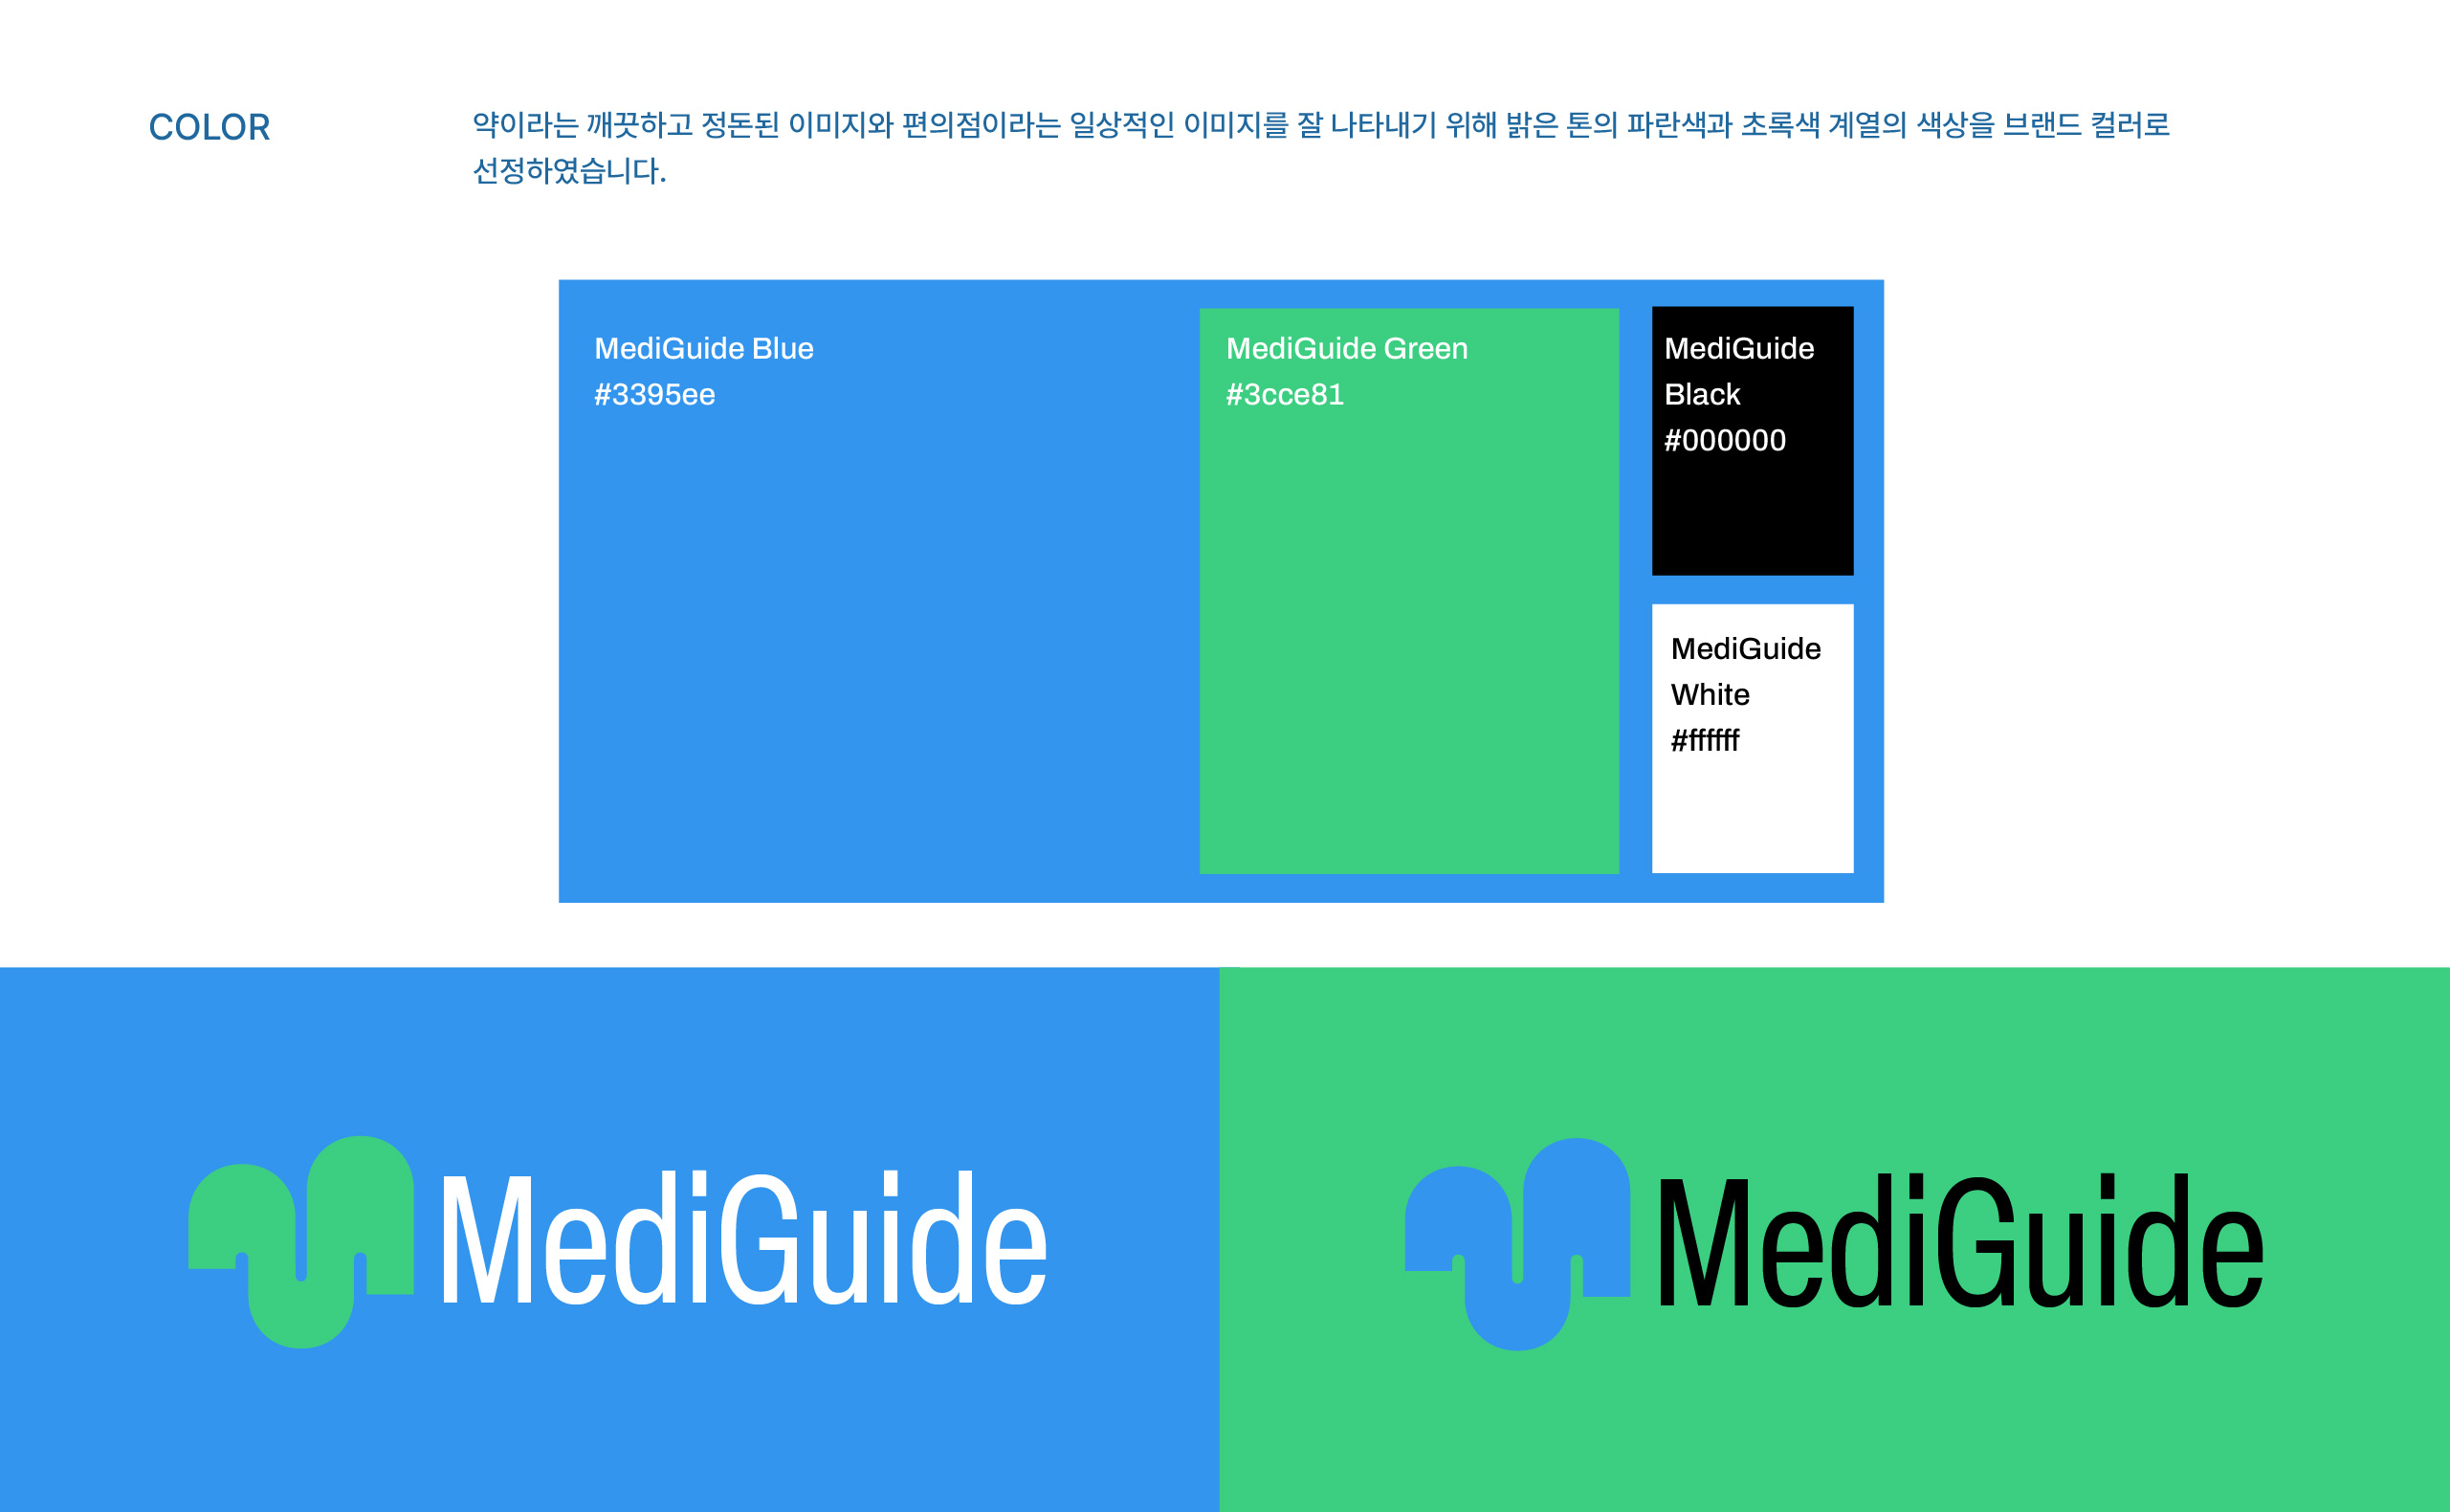 COLOR
약이라는 깨끗하고 정돈된 이미지와 편의점이라는 일상적인 이미지를 잘 나타내기 위해 밝은 톤의 파란색과 초록색 계열의 색상을 브랜드 컬러로
선정하였습니다.
MediGuide Blue
#3395ee
MediGuide Green
#3cce81
MediGuide
Black
#000000
MediGuide
White
#ffffff
MediGuide
MediGuide